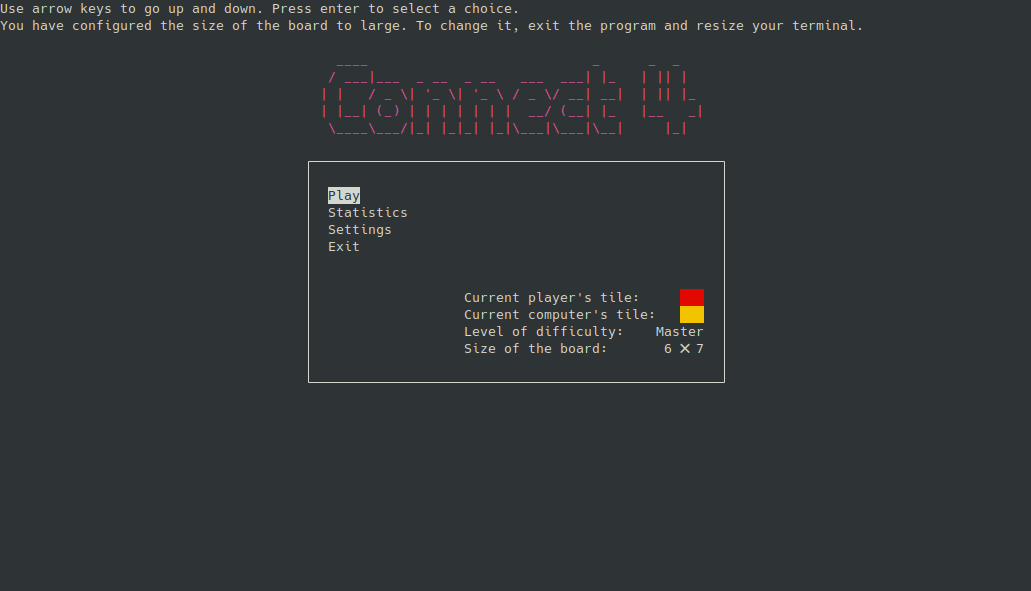 Use arrow keys to go up and down. Press enter to select a choice.
You have configured the size of the board to large. To change it, exit the program and resize your terminal.
Connect 4
Play
Statistics
Settings
Exit
Current player's tile:
Current computer's tile:
Level of difficulty: Master
Size of the board: 6 ✕ 7